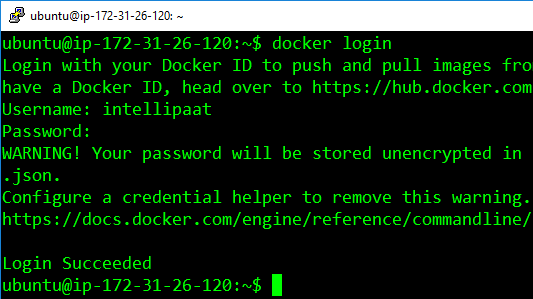 ubuntu@ip-172-31-26-120: ~
ubuntu@ip-172-31-26-120:~$ docker login
Login with your Docker ID to push and pull images fro
have a Docker ID, head over to https://hub.docker.com
Username: intellipaat
Password:
WARNING! Your password will be stored unencrypted in
.json.
Configure a credential helper to remove this warning.
https://docs.docker.com/engine/reference/commandline/
Login Succeeded
ubuntu@ip-172-31-26-120:~$